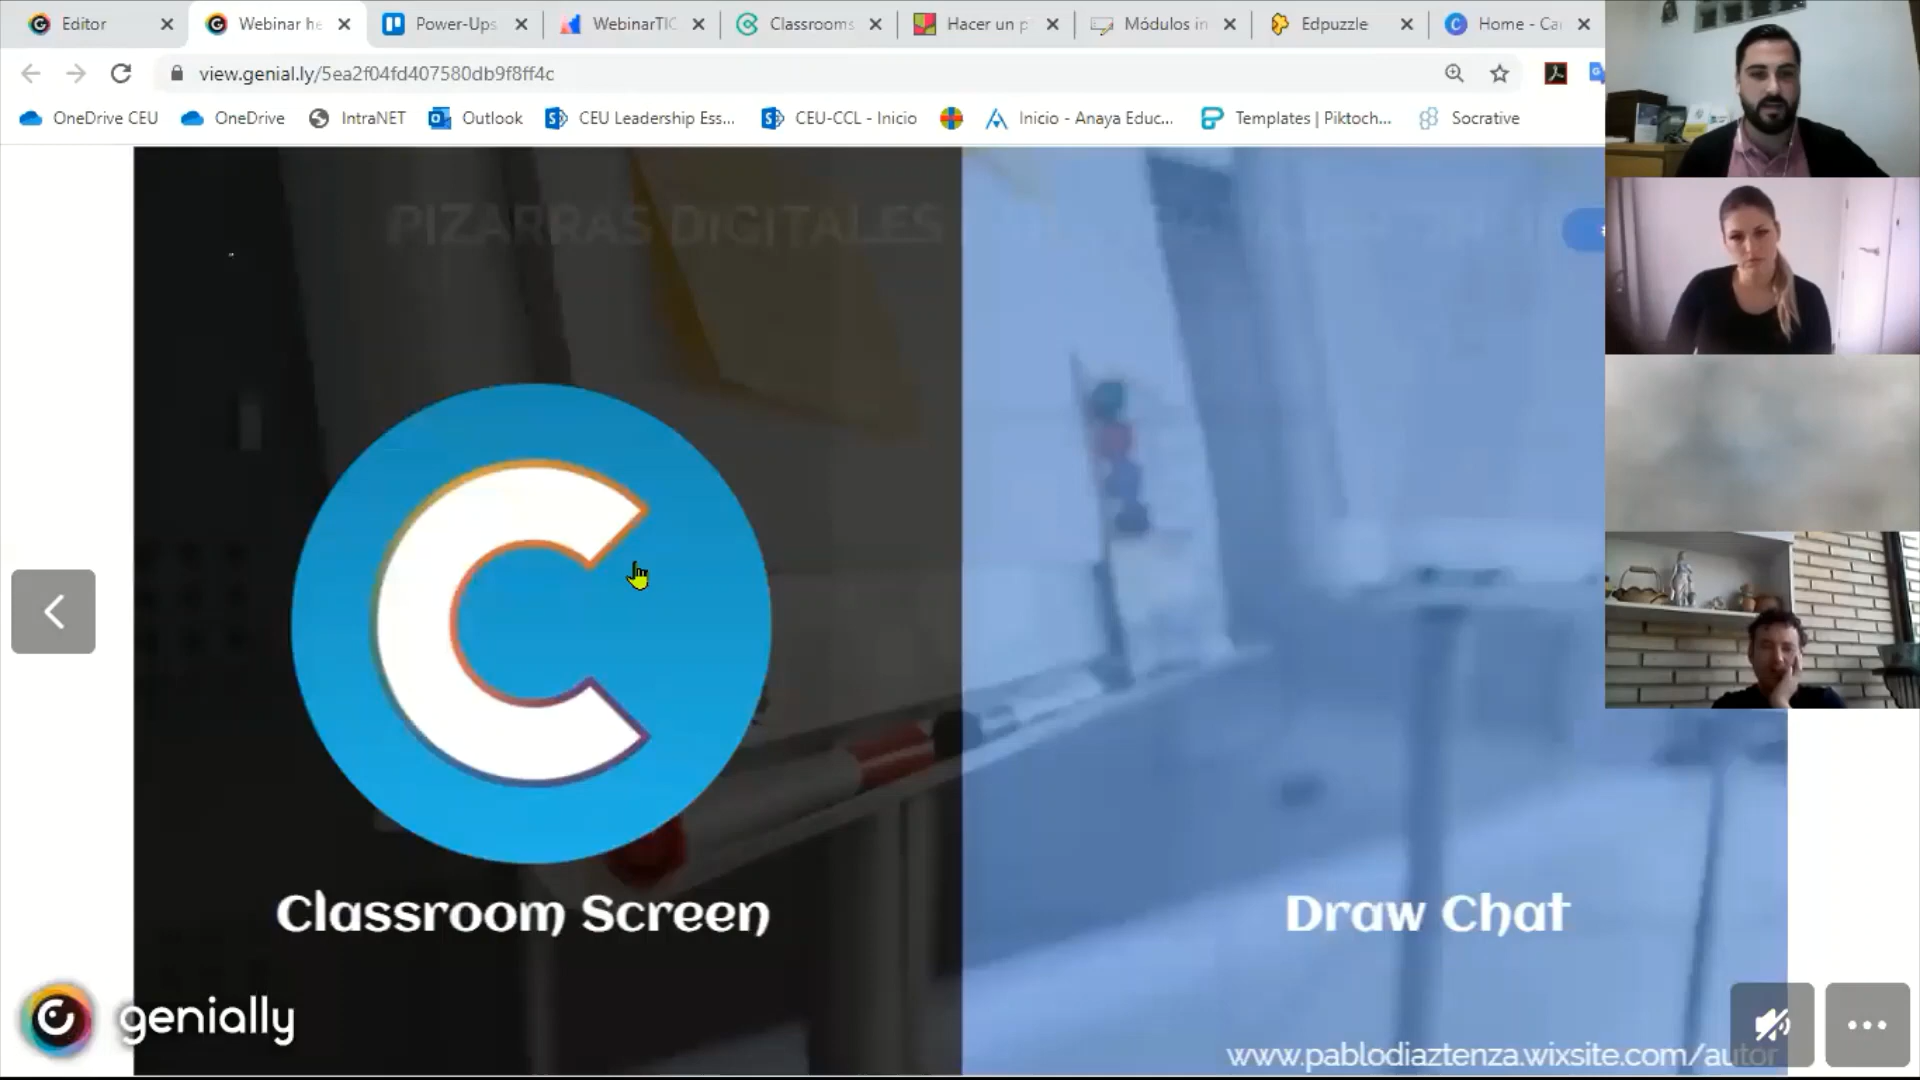 Editor
Webinar he
Power-Ups
WebinarTIC
Classrooms
Hacer un p
Módulos in
Edpuzzle
Home - Ca
view.genial.ly/5ea2f04fd407580db9f8ff4c
OneDrive CEU
OneDrive
IntraNET
Outlook
CEU Leadership Ess...
CEU-CCL - Inicio
Inicio - Anaya Educ...
Templates | Piktoch...
Socrative
PIZARRAS DIGITALES
Classroom Screen
Draw Chat
genially
www.pablodiaztenza.wixsite.com/autor